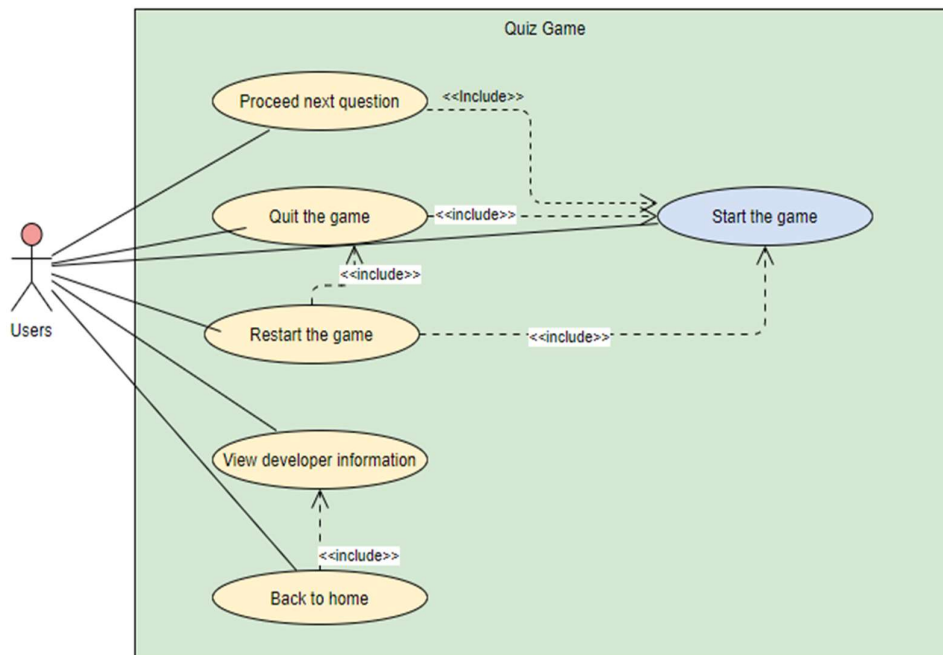 Quiz Game
Proceed next question
<<Include>>
Quit the game
<<include>>
Start the game
<<include>>
Users
Restart the game
<<include>>
View developer information
<<include>>
Back to home